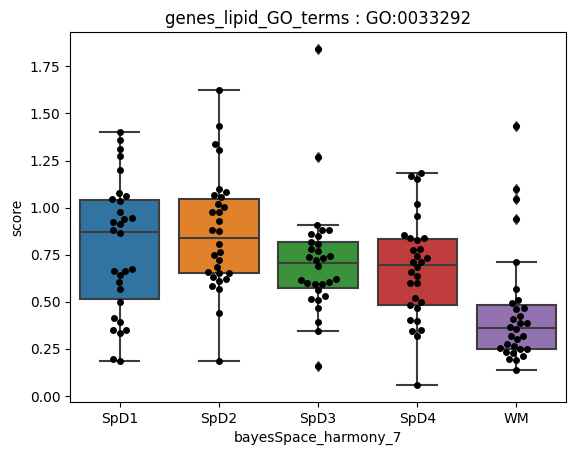 genes_lipid_GO_terms : GO:0033292
score
1.75
1.50
1.25
1.00
0.75
0.50
0.25
0.00
SpD1 SpD2 SpD3 SpD4 WM
bayesSpace_harmony_7